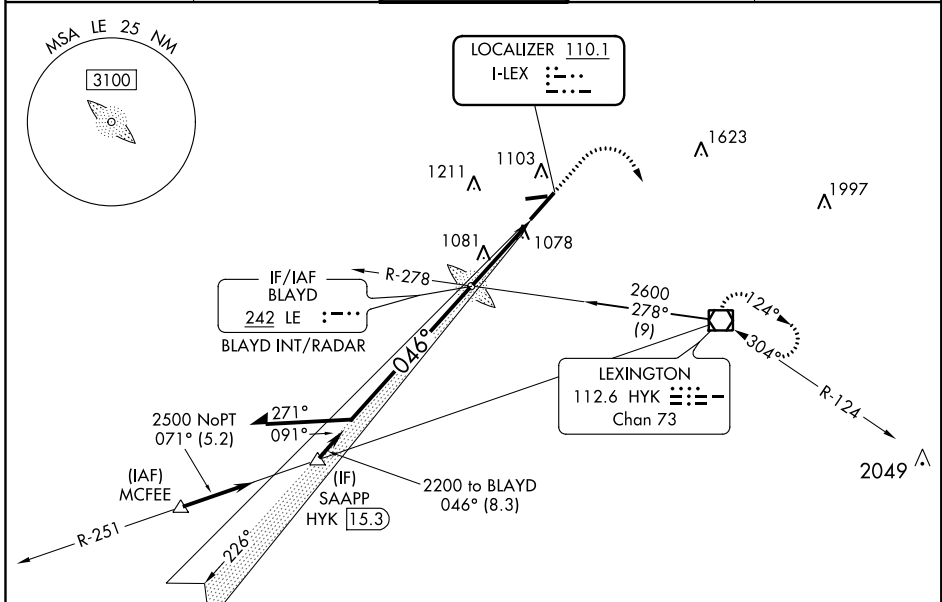 MSA LE 25 NM
3100
LOCALIZER 110.1
I-LEX
1623
1103
1211
1997
1081
1078
R-278
IF/IAF
BLAYD
242 LE
BLAYD INT/RADAR
2600
278°
(9)
124°
304°
046°
LEXINGTON
112.6 HYK
Chan 73
R-124
271°
091°
2500 NoPT
071° (5.2)
(IAF)
MCFEE
(IF)
SAAPP
HYK 15.3
2200 to BLAYD
046° (8.3)
2049
R-251
226°